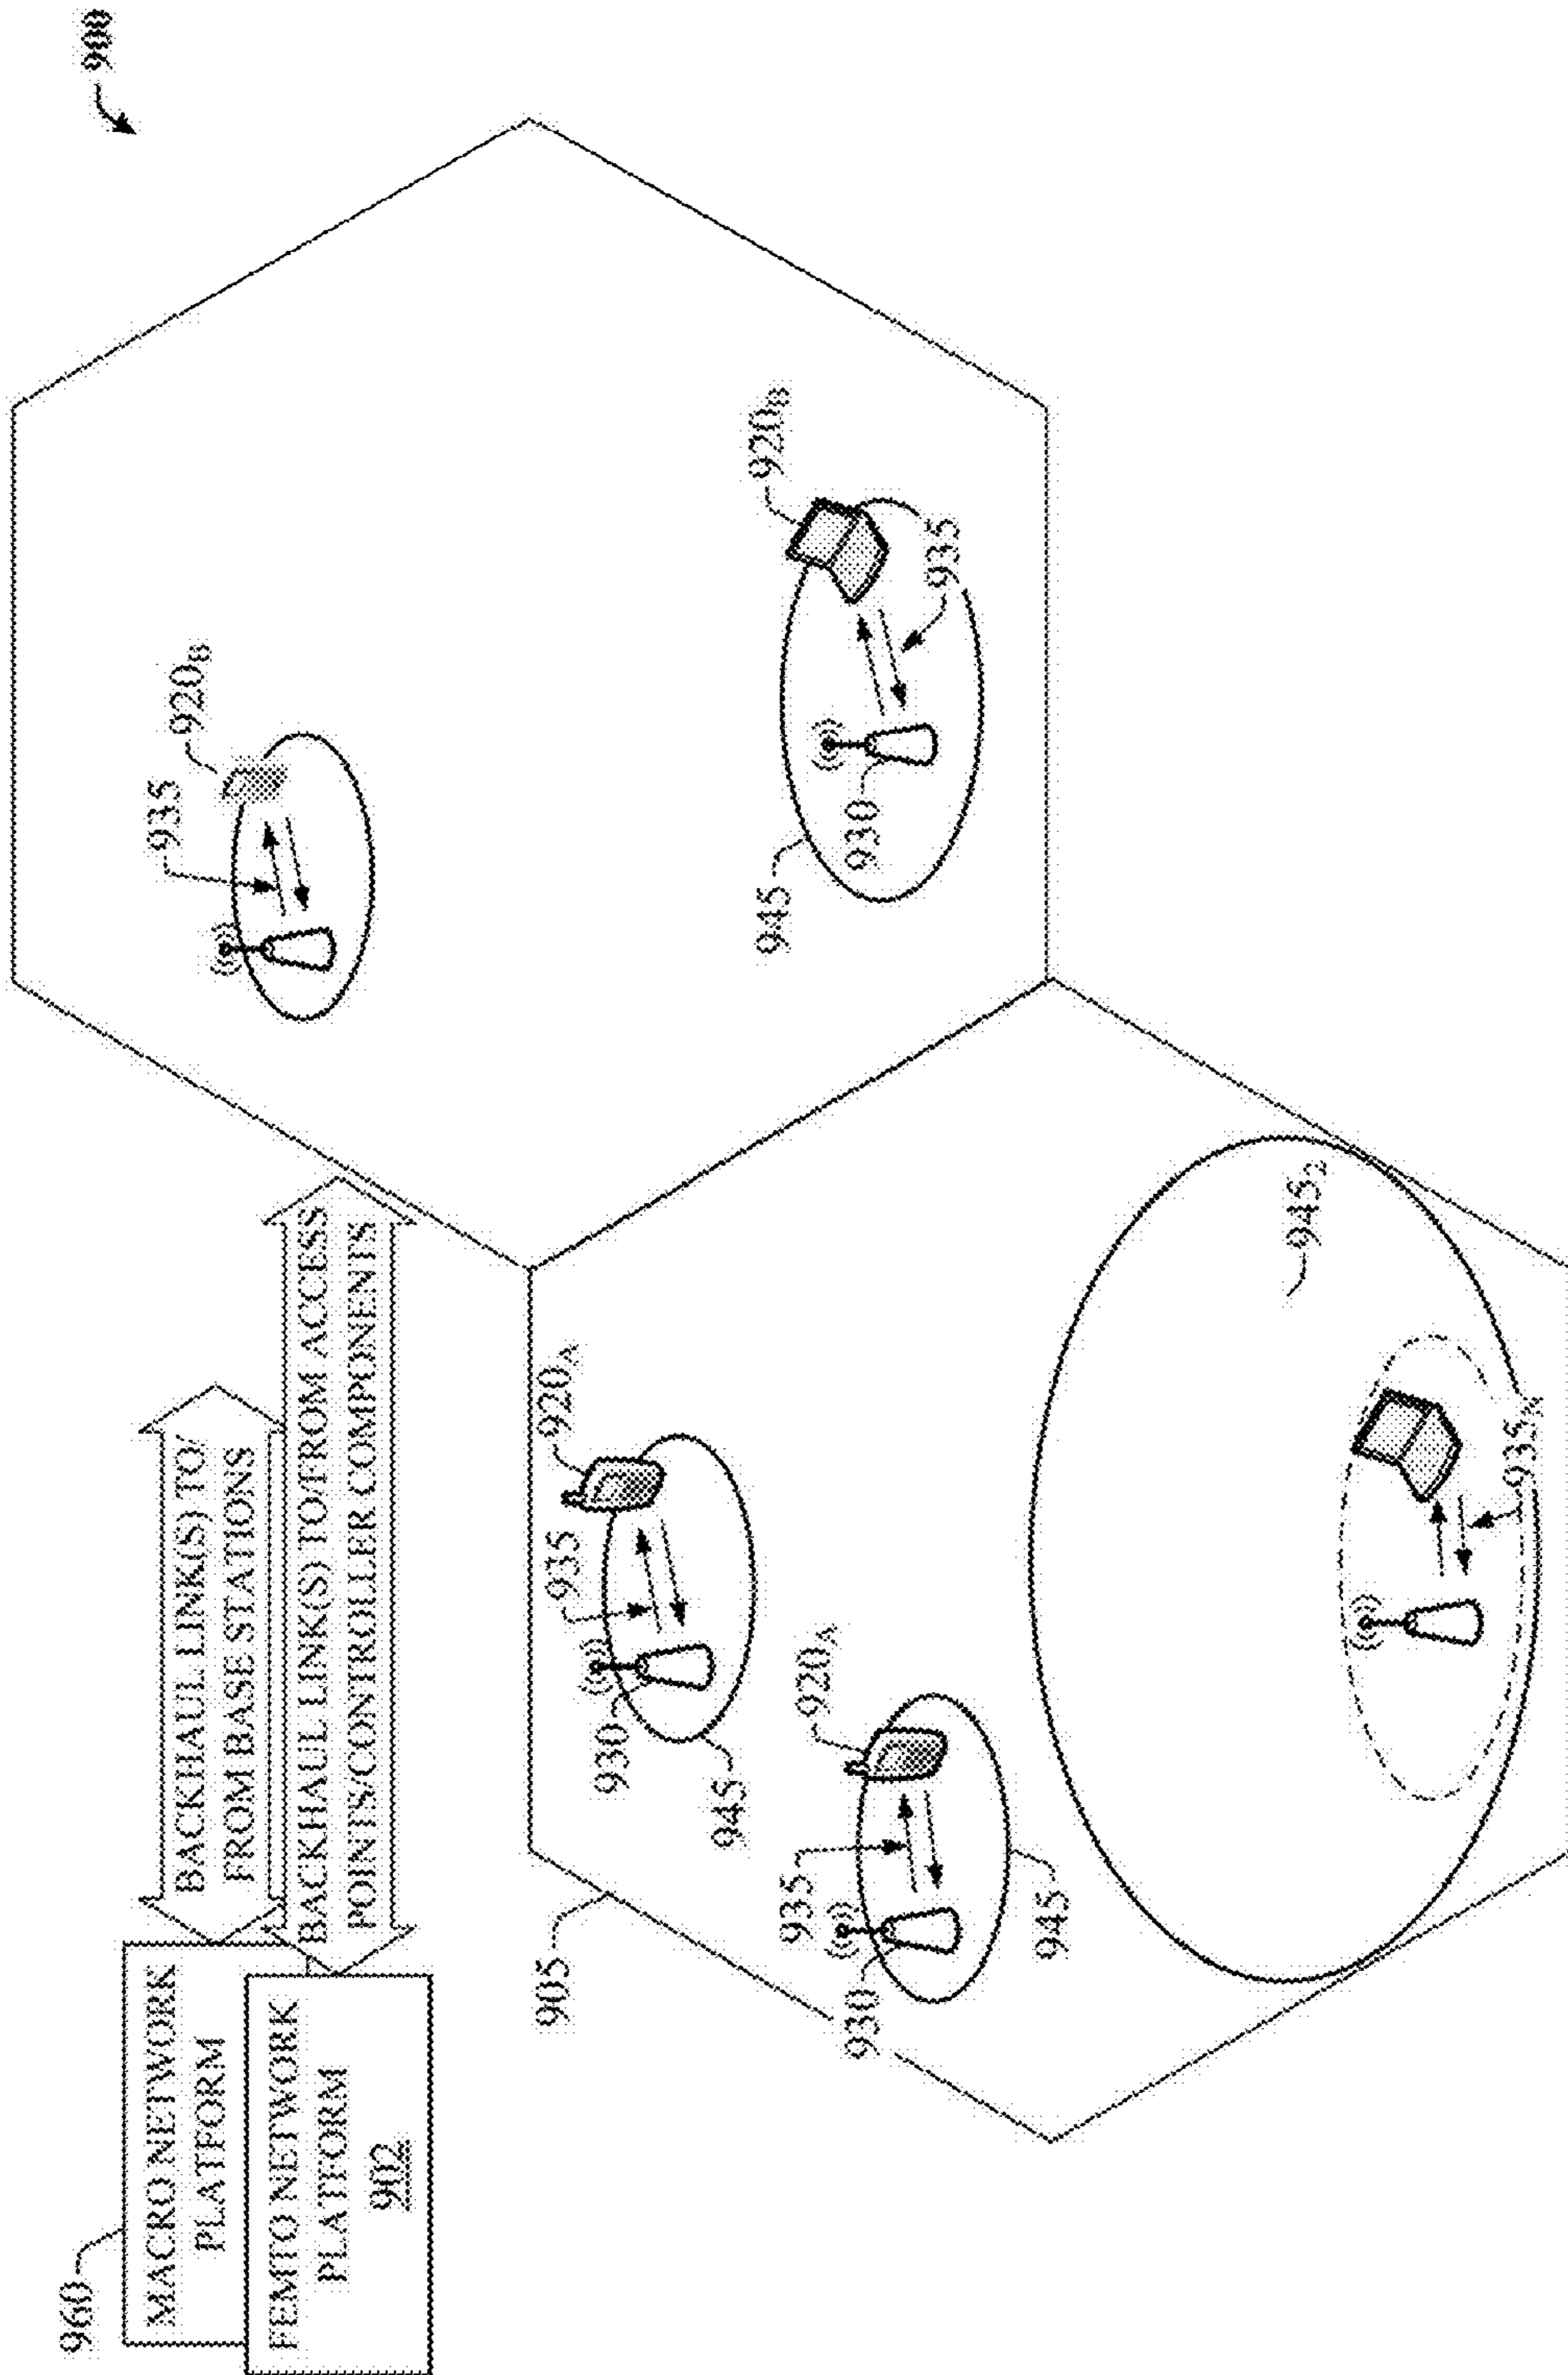 900
960
MACRO NETWORK
PLATFORM
FEMTO NETWORK
PLATFORM
902
BACKHAUL LINK(S) TO/
FROM BASE STATIONS
BACKHAUL LINK(S) TO/FROM ACCESS
POINTS/CONTROLLER COMPONENTS
935
920B
905
930
935
920A
945
920B
945
930
935
935
920A
930
945
945₂
935N